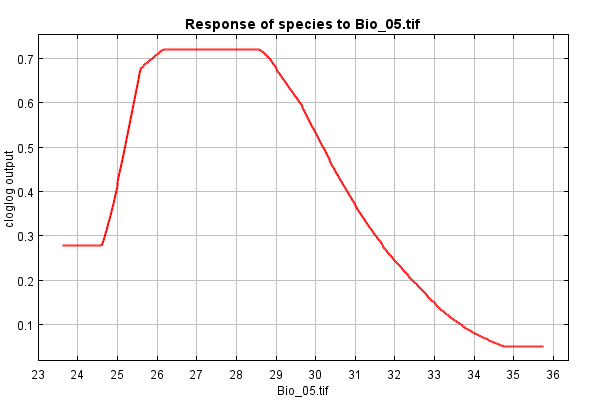 Response of species to Bio_05.tif
cloglog output
0.7
0.6
0.5
0.4
0.3
0.2
0.1
23 24 25 26 27 28 29 30 31 32 33 34 35 36
Bio_05.tif